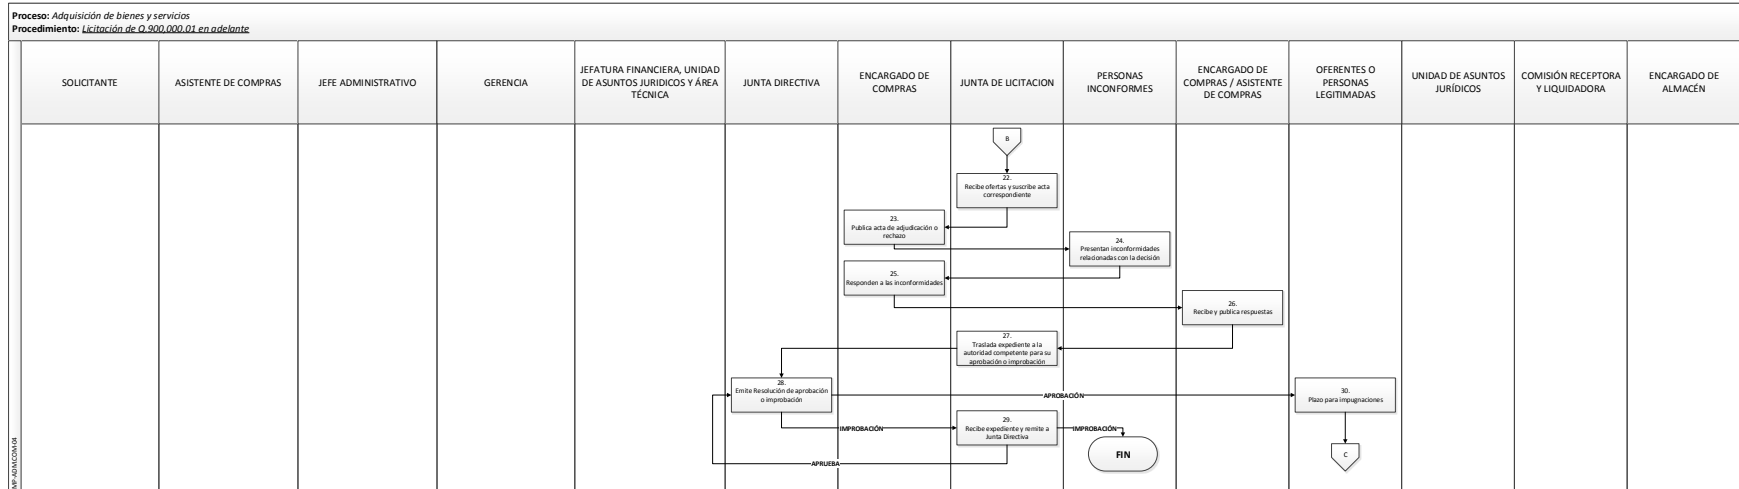 Proceso: Adquisición de bienes y servicios
Procedimiento: Licitación de Q.900,000.01 en adelante
SOLICITANTE
ASISTENTE DE COMPRAS
JEFE ADMINISTRATIVO
GERENCIA
JEFATURA FINANCIERA, UNIDAD
DE ASUNTOS JURIDICOS Y ÁREA
TÉCNICA
JUNTA DIRECTIVA
ENCARGADO DE
COMPRAS
JUNTA DE LICITACION
PERSONAS
INCONFORMES
ENCARGADO DE
COMPRAS / ASISTENTE
DE COMPRAS
OFERENTES O
PERSONAS
LEGITIMADAS
UNIDAD DE ASUNTOS
JURÍDICOS
COMISIÓN RECEPTORA
Y LIQUIDADORA
ENCARGADO DE
ALMACÉN
B
22.
Recibe ofertas y suscribe acta
correspondiente
23.
Publica acta de adjudicación o
rechazo
24.
Presentan inconformidades
relacionadas con la decisión
25.
Responden a las inconformidades
26.
Recibe y publica respuestas
27.
Traslada expediente a la
autoridad competente para su
aprobación o improbación
28.
Emite Resolución de aprobación
o improbación
APROBACIÓN
30.
Plazo para impugnaciones
IMPROBACIÓN
29.
Recibe expediente y remite a
Junta Directiva
IMPROBACIÓN
FIN
C
APRUEBA
MP-ADMCOM-04